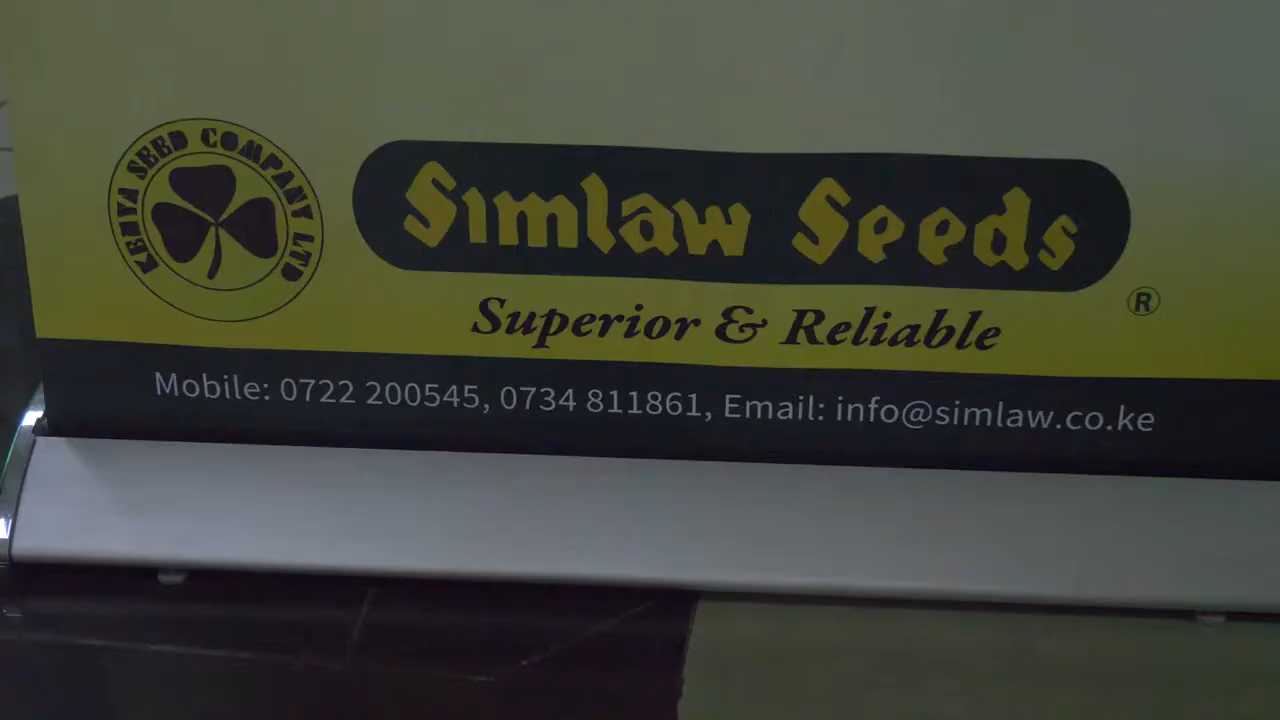 KENYA SEED COMPANY LTD
Simlaw Seeds
®
Superior & Reliable
Mobile: 0722 200545, 0734 811861, Email: info@simlaw.co.ke